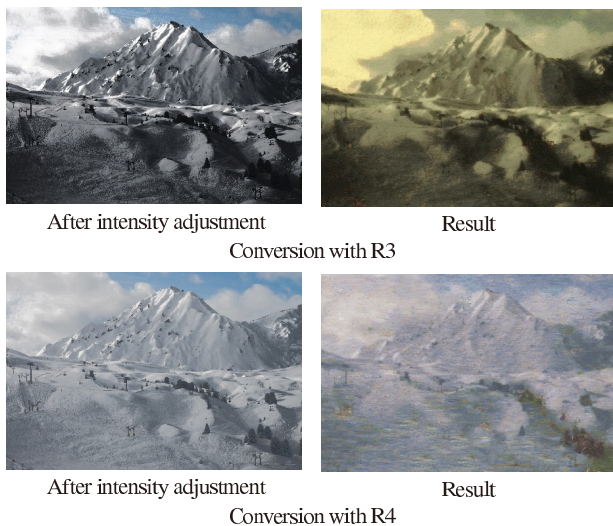 After intensity adjustment
Result
Conversion with R3
After intensity adjustment
Result
Conversion with R4